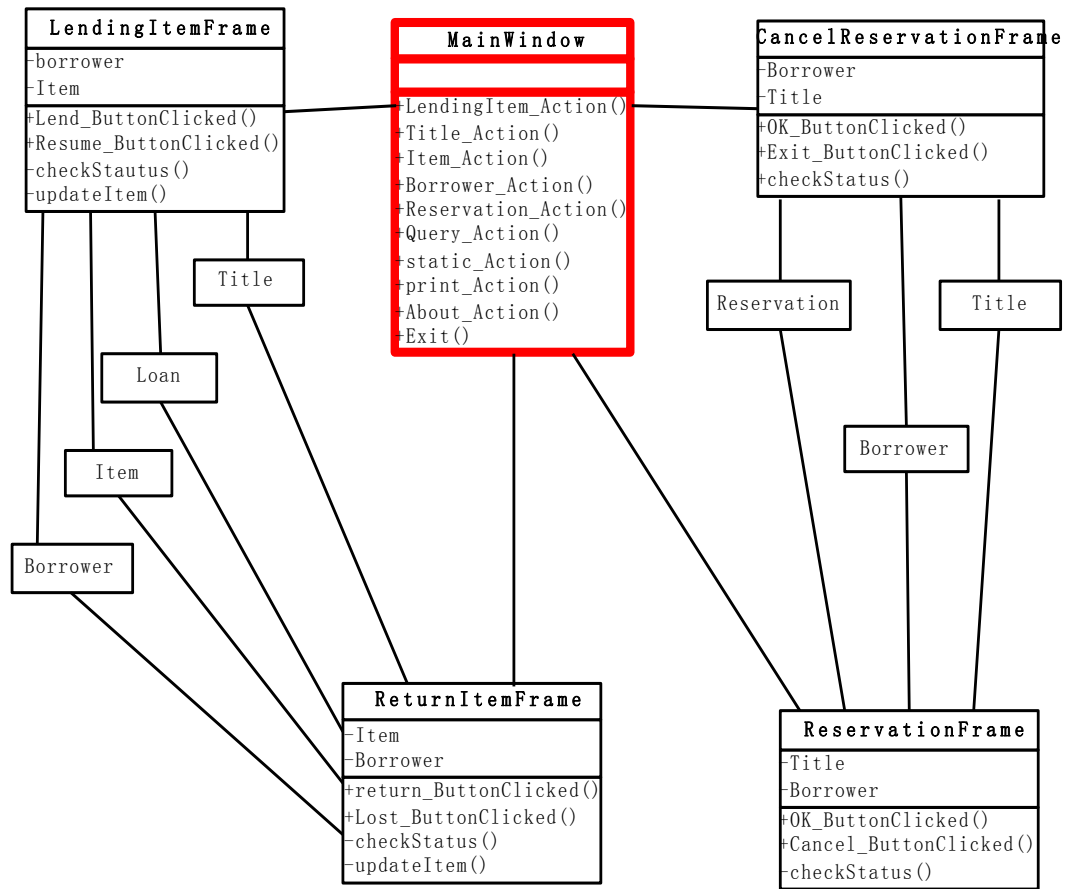 LendingItemFrame
-borrower
-Item
+Lend_ButtonClicked()
+Resume_ButtonClicked()
-checkStautus()
-updateItem()
MainWindow
+LendingItem_Action()
+Title_Action()
+Item_Action()
+Borrower_Action()
+Reservation_Action()
+Query_Action()
+static_Action()
+print_Action()
+About_Action()
+Exit()
CancelReservationFrame
-Borrower
-Title
+OK_ButtonClicked()
+Exit_ButtonClicked()
+checkStatus()
Title
Loan
Item
Borrower
Reservation
Title
Borrower
ReturnItemFrame
-Item
-Borrower
+return_ButtonClicked()
+Lost_ButtonClicked()
-checkStatus()
-updateItem()
ReservationFrame
-Title
-Borrower
+OK_ButtonClicked()
+Cancel_ButtonClicked()
-checkStatus()